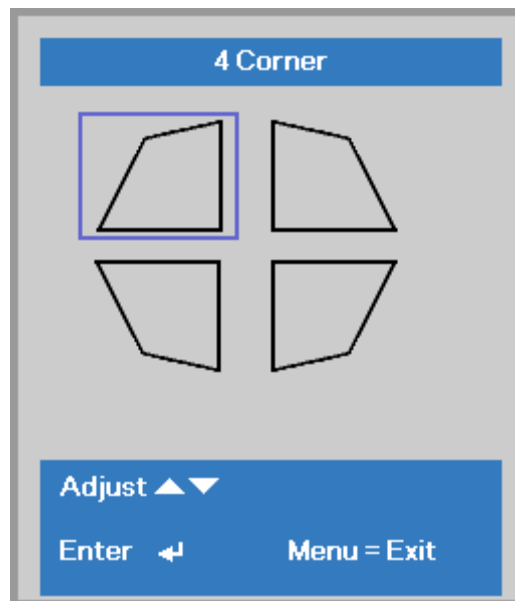 4 Corner
Adjust ▲▼
Enter ↵ Menu = Exit